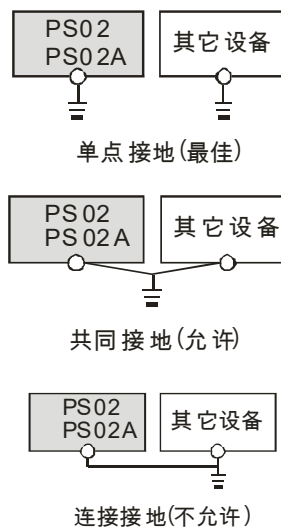 PS02
PS02A
其它设备
单点接地(最佳)
PS02
PS02A
其它设备
共同接地(允许)
PS02
PS02A
其它设备
连接接地(不允许)